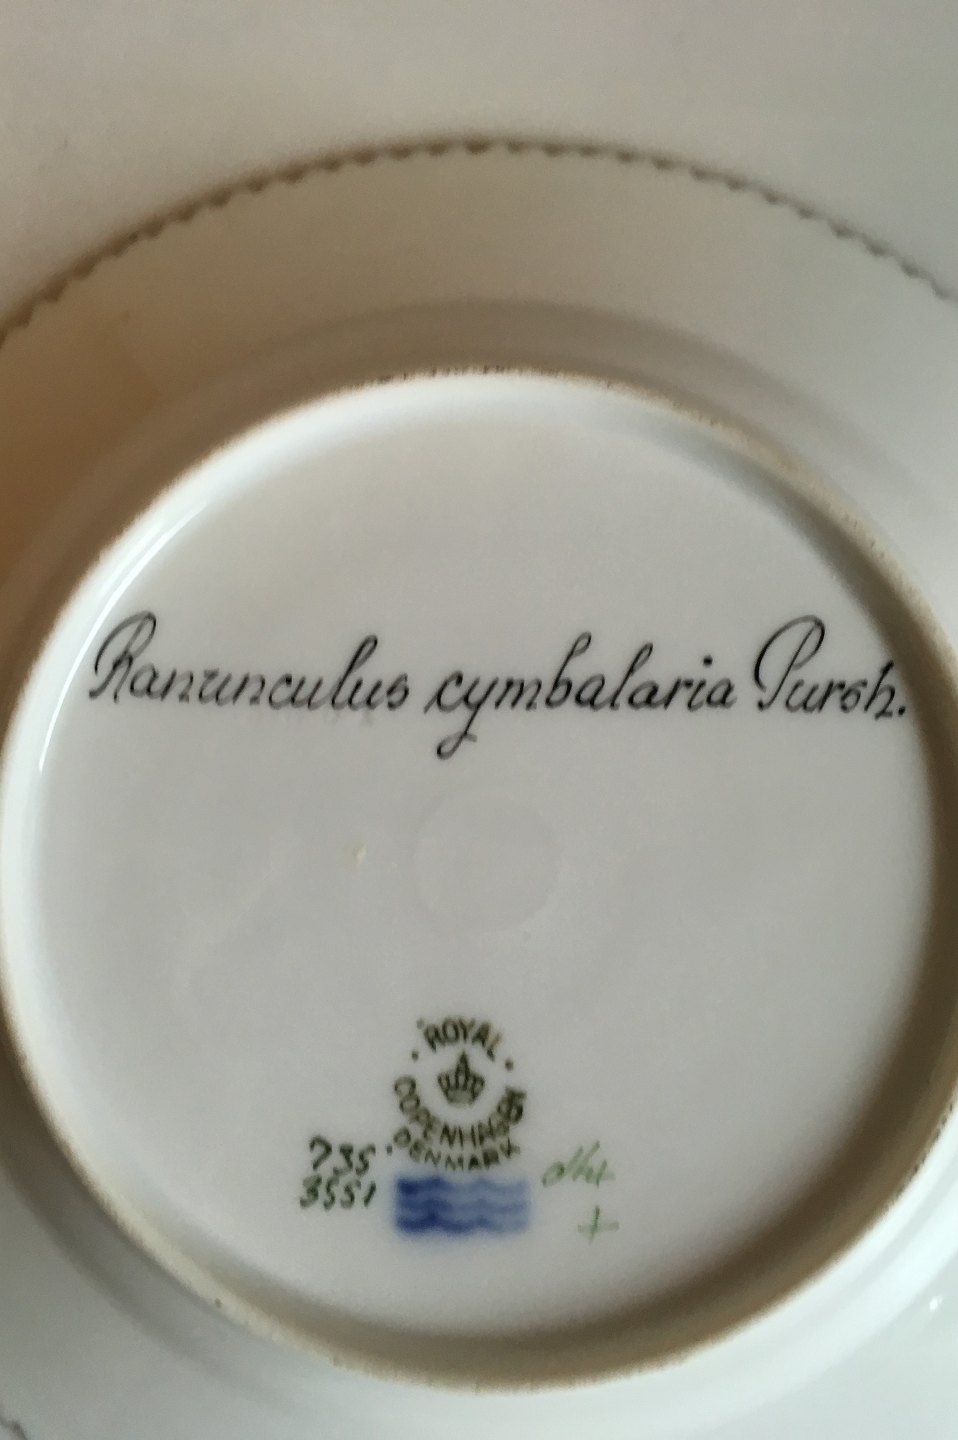 Ranunculus cymbalaria Pursh.
ROYAL
COPENHAGEN
DENMARK
735
3551